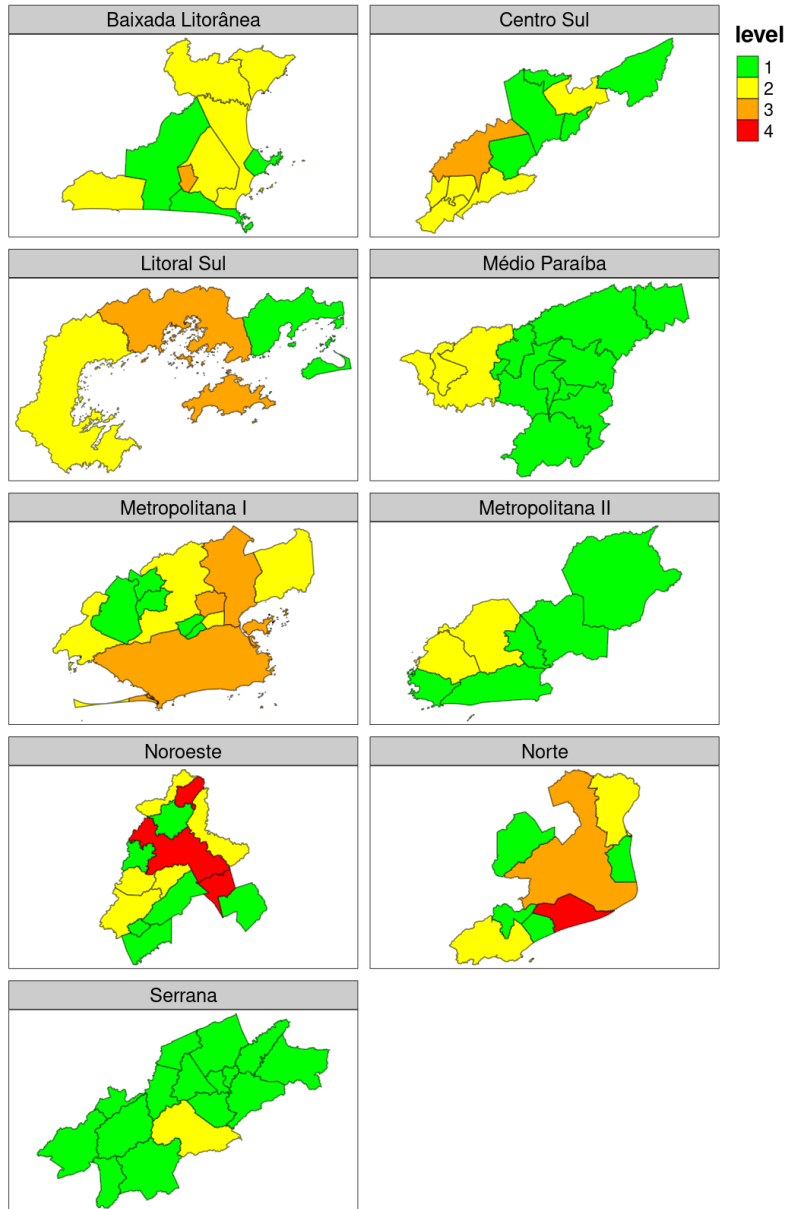 Baixada Litorânea
Centro Sul
level
1
2
3
4
Litoral Sul
Médio Paraíba
Metropolitana I
Metropolitana II
Noroeste
Norte
Serrana